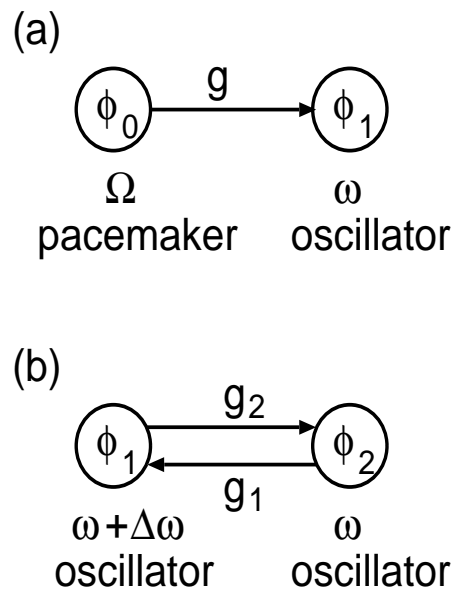 (a)
g
ϕ0 ϕ1
Ω ω
pacemaker oscillator
(b)
g2
ϕ1 ϕ2
g1
ω+Δω ω
oscillator oscillator